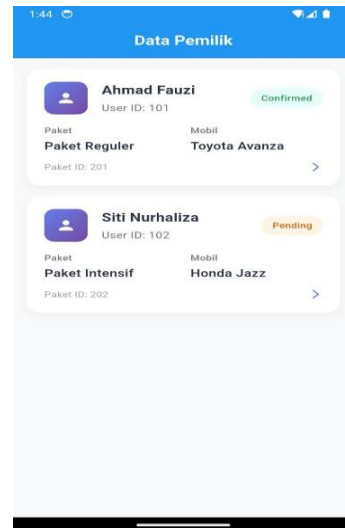 1:44
Data Pemilik
Ahmad Fauzi
User ID: 101
Confirmed
Paket
Mobil
Paket Reguler
Toyota Avanza
Paket ID: 201
Siti Nurhaliza
User ID: 102
Pending
Paket
Mobil
Paket Intensif
Honda Jazz
Paket ID: 202